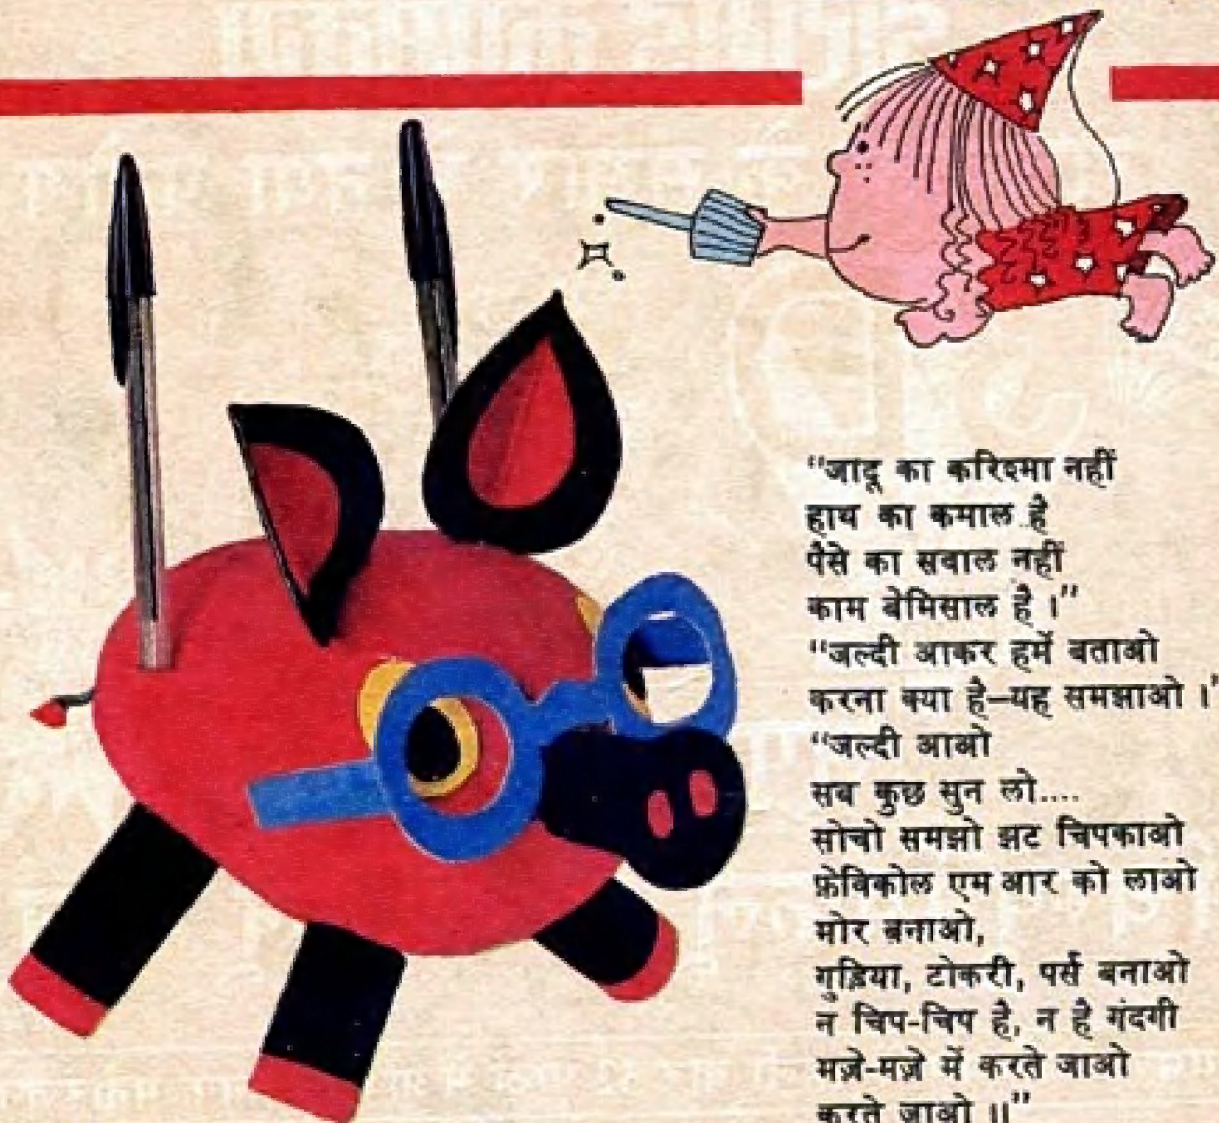 “जादू का करिश्मा नहीं
हाथ का कमाल है
पैसे का सवाल नहीं
काम बेमिसाल है ।”
“जल्दी आकर हमें बताओ
करना क्या है—यह समझाओ ।”
“जल्दी आओ
सब कुछ सुन लो....
सोचो समझो झट चिपकाओ
फ़ेविकोल एम आर को लाओ
मोर बनाओ,
गुड़िया, टोकरी, पर्स बनाओ
न चिप-चिप है, न है गंदगी
मज़े-मज़े में करते जाओ
करते जाओ ॥”